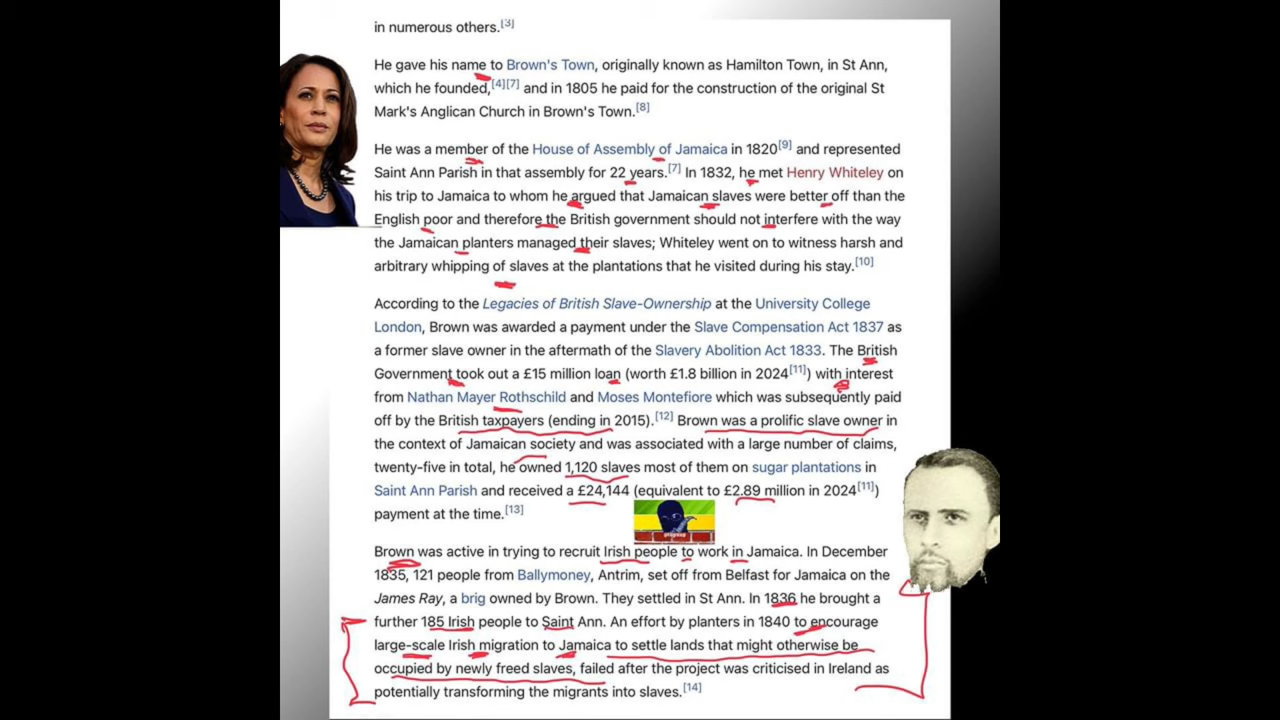 in numerous others.[3]
He gave his name to Brown's Town, originally known as Hamilton Town, in St Ann,
which he founded,[4][7] and in 1805 he paid for the construction of the original St
Mark's Anglican Church in Brown's Town.[8]
He was a member of the House of Assembly of Jamaica in 1820[9] and represented
Saint Ann Parish in that assembly for 22 years.[7] In 1832, he met Henry Whiteley on
his trip to Jamaica to whom he argued that Jamaican slaves were better off than the
English poor and therefore the British government should not interfere with the way
the Jamaican planters managed their slaves; Whiteley went on to witness harsh and
arbitrary whipping of slaves at the plantations that he visited during his stay.[10]
According to the Legacies of British Slave-Ownership at the University College
London, Brown was awarded a payment under the Slave Compensation Act 1837 as
a former slave owner in the aftermath of the Slavery Abolition Act 1833. The British
Government took out a £15 million loan (worth £1.8 billion in 2024[11]) with interest
from Nathan Mayer Rothschild and Moses Montefiore which was subsequently paid
off by the British taxpayers (ending in 2015).[12] Brown was a prolific slave owner in
the context of Jamaican society and was associated with a large number of claims,
twenty-five in total, he owned 1,120 slaves most of them on sugar plantations in
Saint Ann Parish and received a £24,144 (equivalent to £2.89 million in 2024[11])
payment at the time.[13]
Brown was active in trying to recruit Irish people to work in Jamaica. In December
1835, 121 people from Ballymoney, Antrim, set off from Belfast for Jamaica on the
James Ray, a brig owned by Brown. They settled in St Ann. In 1836 he brought a
further 185 Irish people to Saint Ann. An effort by planters in 1840 to encourage
large-scale Irish migration to Jamaica to settle lands that might otherwise be
occupied by newly freed slaves, failed after the project was criticised in Ireland as
potentially transforming the migrants into slaves.[14]